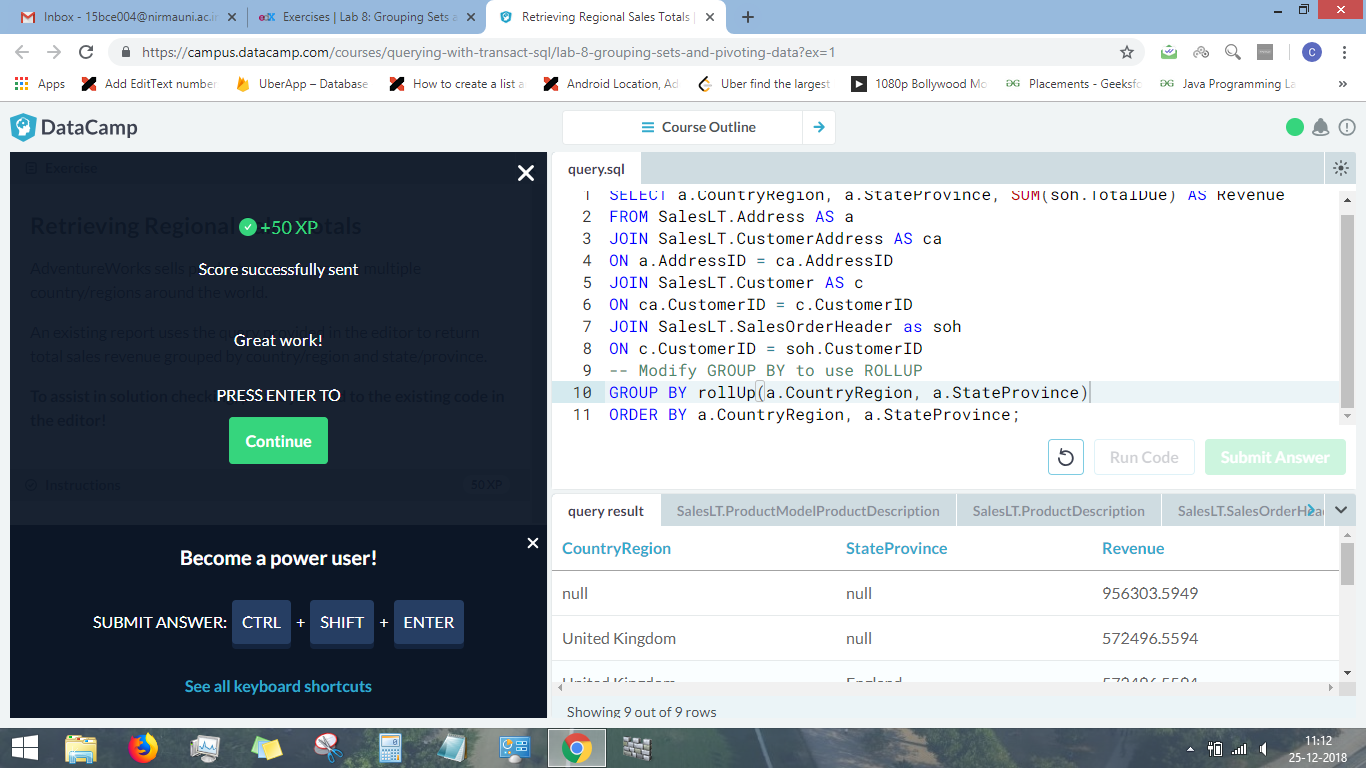 Inbox - 15bce004@nirmauni.ac.in
edX Exercises | Lab 8: Grouping Sets a
Retrieving Regional Sales Totals |
https://campus.datacamp.com/courses/querying-with-transact-sql/lab-8-grouping-sets-and-pivoting-data?ex=1
C
Apps
Add EditText number
UberApp – Database
How to create a list a
Android Location, Ad
Uber find the largest
1080p Bollywood Mo
Placements - Geeksfo
Java Programming La
»
DataCamp
Course Outline
Exercise
Retrieving Regional Sales Totals
+50 XP
Score successfully sent
AdventureWorks sells multiple
country/regions around the world.
Great work!
An existing report uses the query provided in the editor to return
total sales revenue grouped by country/region and state/province.
PRESS ENTER TO
To assist in solution to the existing code in
the editor!
Continue
Instructions
50 XP
Become a power user!
SUBMIT ANSWER: CTRL + SHIFT + ENTER
See all keyboard shortcuts
query.sql
1 SELECT a.CountryRegion, a.StateProvince, SUM(soh.TotalDue) AS Revenue
2 FROM SalesLT.Address AS a
3 JOIN SalesLT.CustomerAddress AS ca
4 ON a.AddressID = ca.AddressID
5 JOIN SalesLT.Customer AS c
6 ON ca.CustomerID = c.CustomerID
7 JOIN SalesLT.SalesOrderHeader as soh
8 ON c.CustomerID = soh.CustomerID
9 -- Modify GROUP BY to use ROLLUP
10 GROUP BY rollUp(a.CountryRegion, a.StateProvince)
11 ORDER BY a.CountryRegion, a.StateProvince;
Run Code
Submit Answer
query result
SalesLT.ProductModelProductDescription
SalesLT.ProductDescription
SalesLT.SalesOrderHea
CountryRegion StateProvince Revenue
null null 956303.5949
United Kingdom null 572496.5594
United Kingdom England 572496.5594
Showing 9 out of 9 rows
11:12
25-12-2018